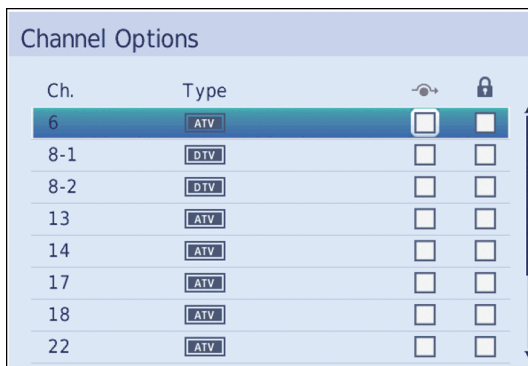 Channel Options
Ch. Type
6 ATV
8-1 DTV
8-2 DTV
13 ATV
14 ATV
17 ATV
18 ATV
22 ATV